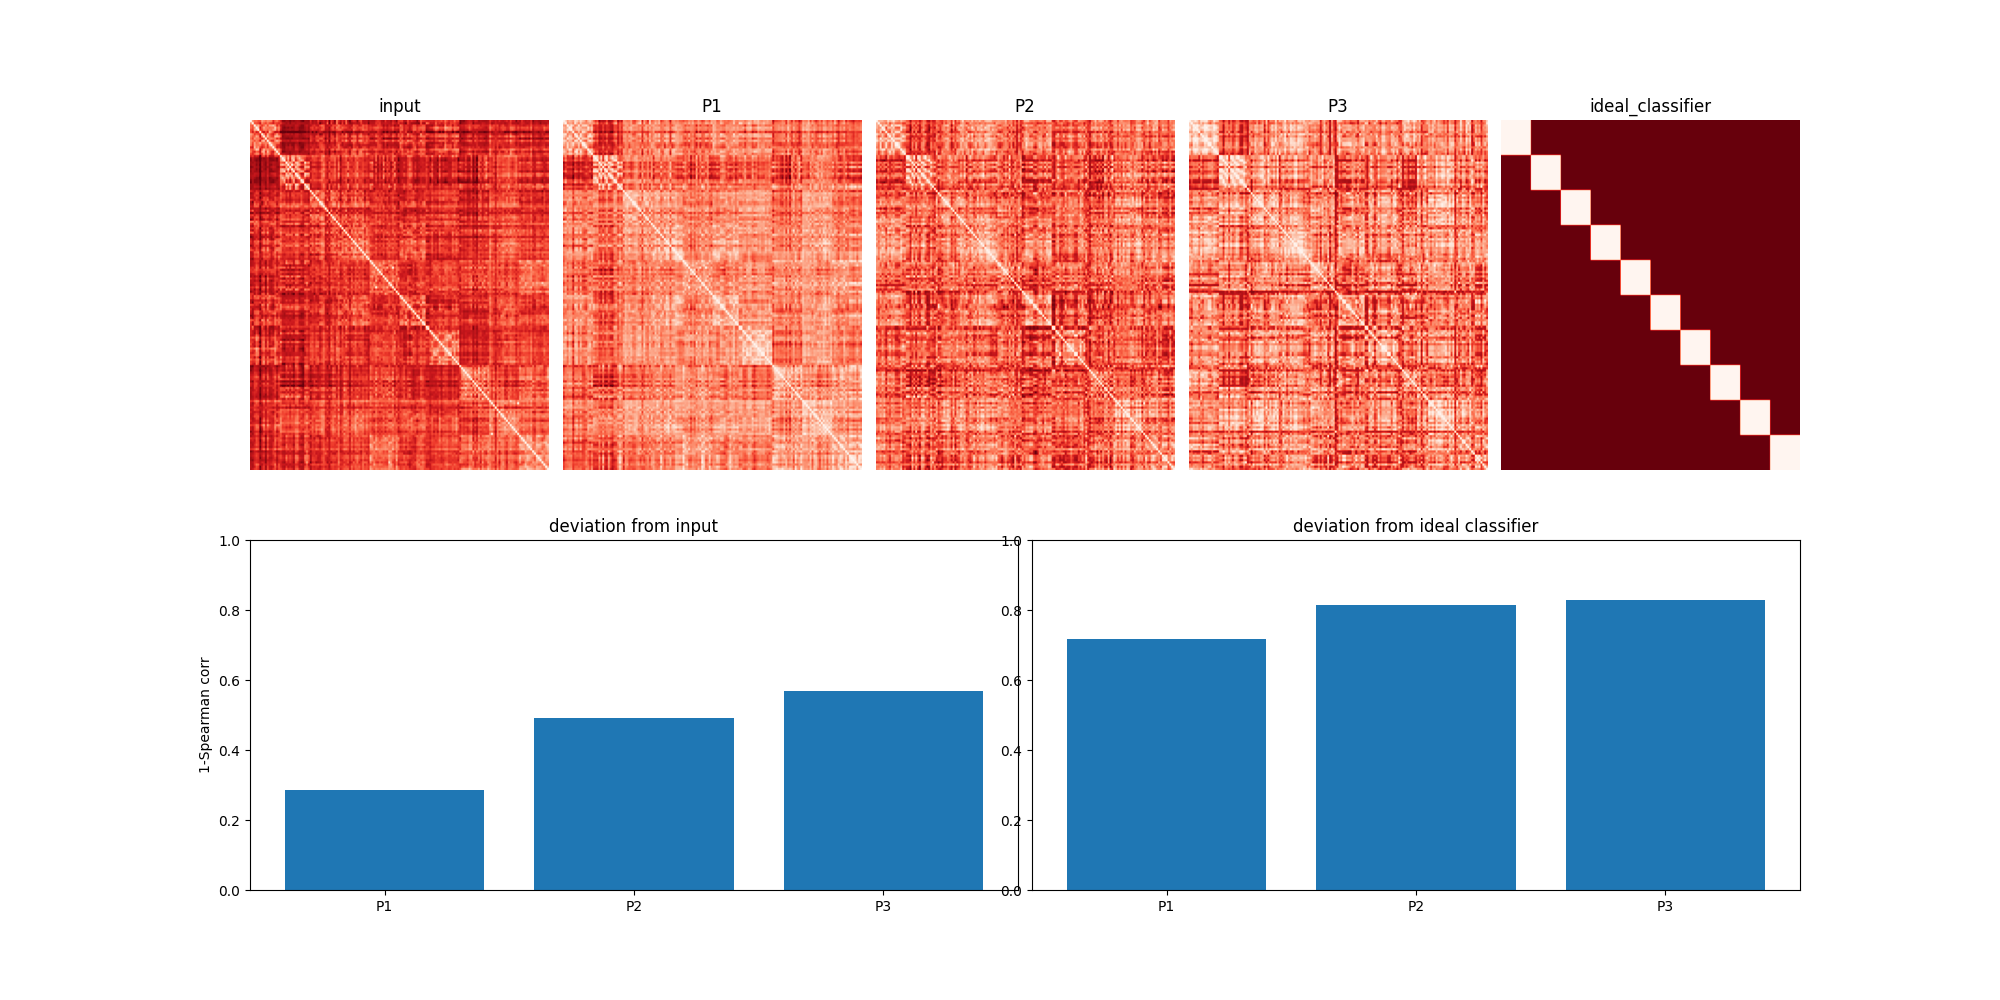 input
P1
P2
P3
ideal_classifier
deviation from input
1-Spearman corr
1.0
0.8
0.6
0.4
0.2
0.0
P1
P2
P3
deviation from ideal classifier
1.0
0.8
0.6
0.4
0.2
0.0
P1
P2
P3